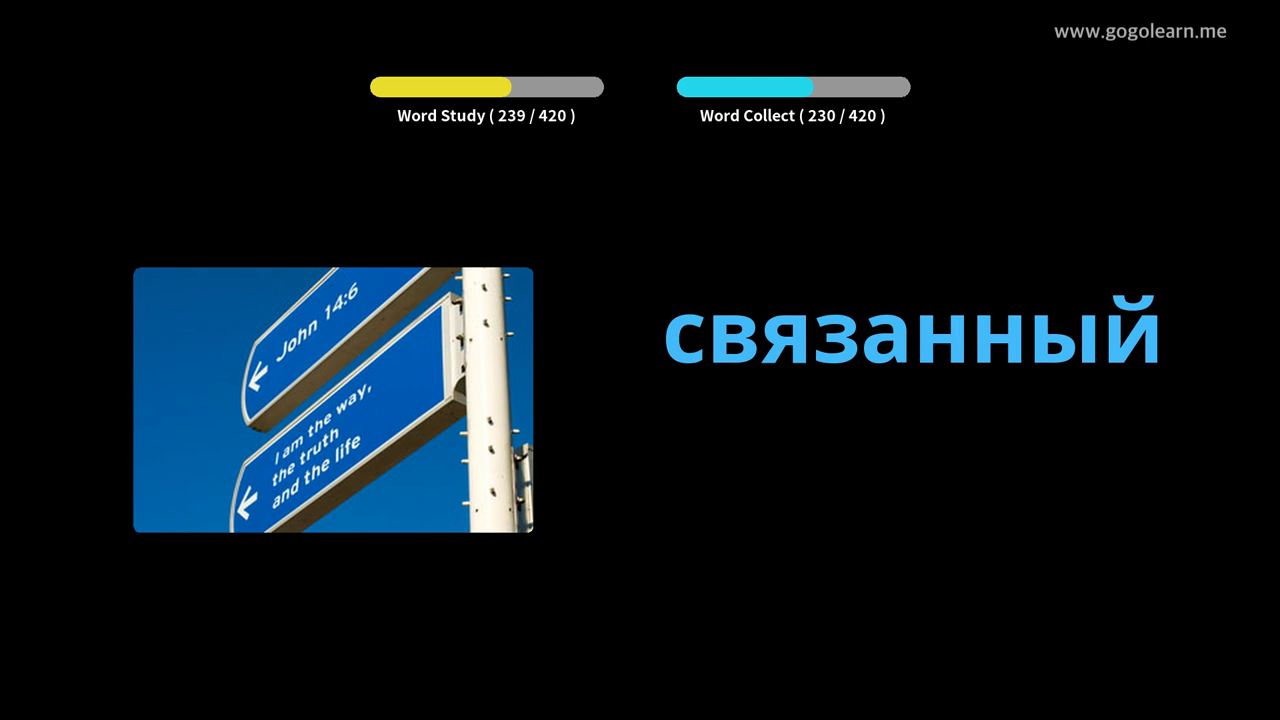 www.gogolearn.me
Word Study ( 239 / 420 )
Word Collect ( 230 / 420 )
John 14:6
I am the way,
the truth
and the life
связанный